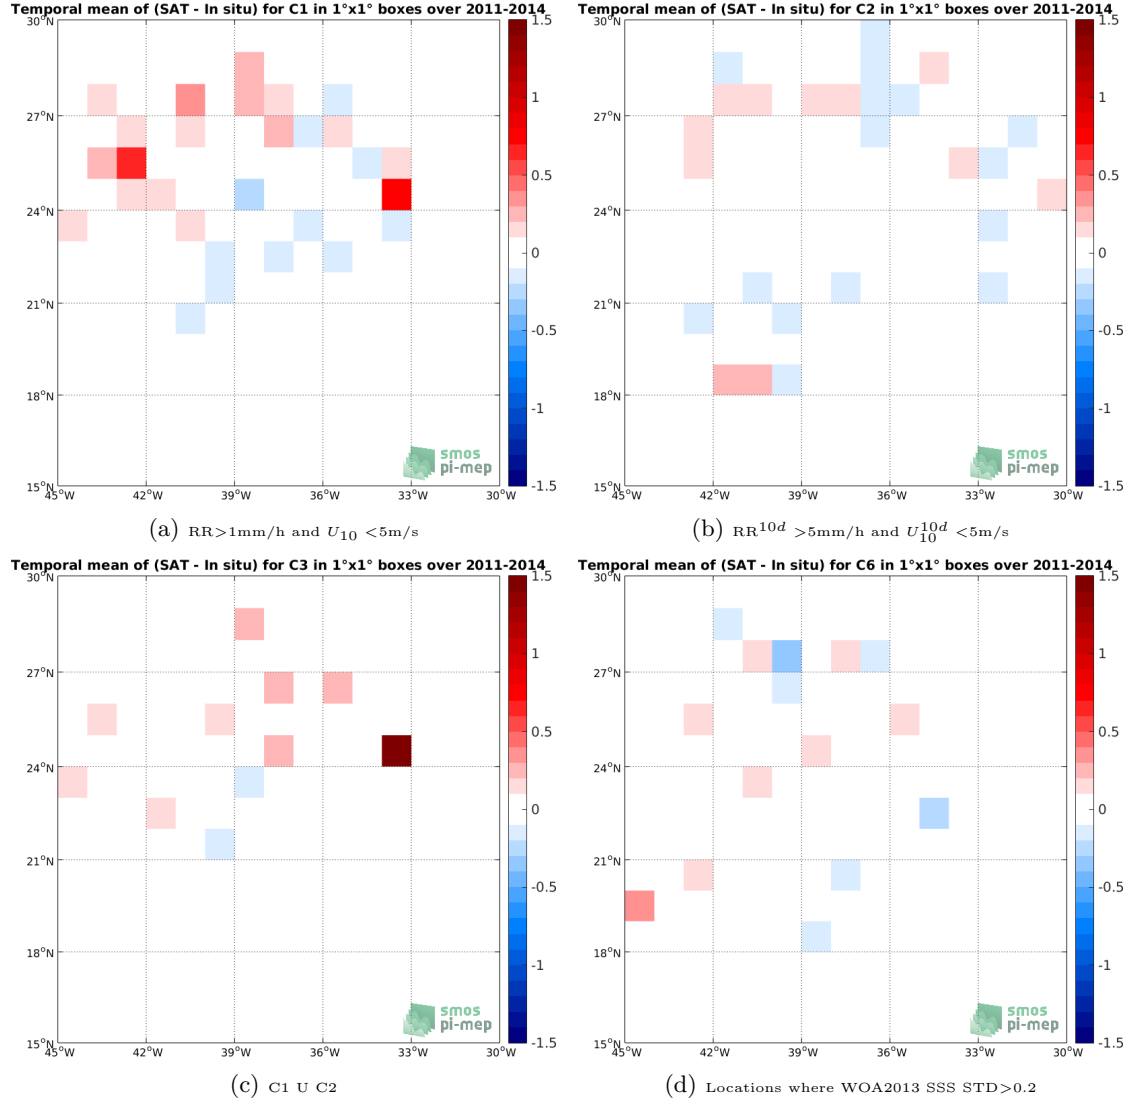 Temporal mean of (SAT - In situ) for C1 in 1°x1° boxes over 2011-2014
30°N
27°N
24°N
21°N
18°N
15°N
45°W 42°W 39°W 36°W 33°W 30°W
1.5
1
0.5
0
-0.5
-1
-1.5
smos
pi-mep
(a) RR>1mm/h and U10 <5m/s
Temporal mean of (SAT - In situ) for C2 in 1°x1° boxes over 2011-2014
30°N
27°N
24°N
21°N
18°N
15°N
45°W 42°W 39°W 36°W 33°W 30°W
1.5
1
0.5
0
-0.5
-1
-1.5
smos
pi-mep
(b) RR10d >5mm/h and U10d10 <5m/s
Temporal mean of (SAT - In situ) for C3 in 1°x1° boxes over 2011-2014
30°N
27°N
24°N
21°N
18°N
15°N
45°W 42°W 39°W 36°W 33°W 30°W
1.5
1
0.5
0
-0.5
-1
-1.5
smos
pi-mep
(c) C1 U C2
Temporal mean of (SAT - In situ) for C6 in 1°x1° boxes over 2011-2014
30°N
27°N
24°N
21°N
18°N
15°N
45°W 42°W 39°W 36°W 33°W 30°W
1.5
1
0.5
0
-0.5
-1
-1.5
smos
pi-mep
(d) Locations where WOA2013 SSS STD>0.2